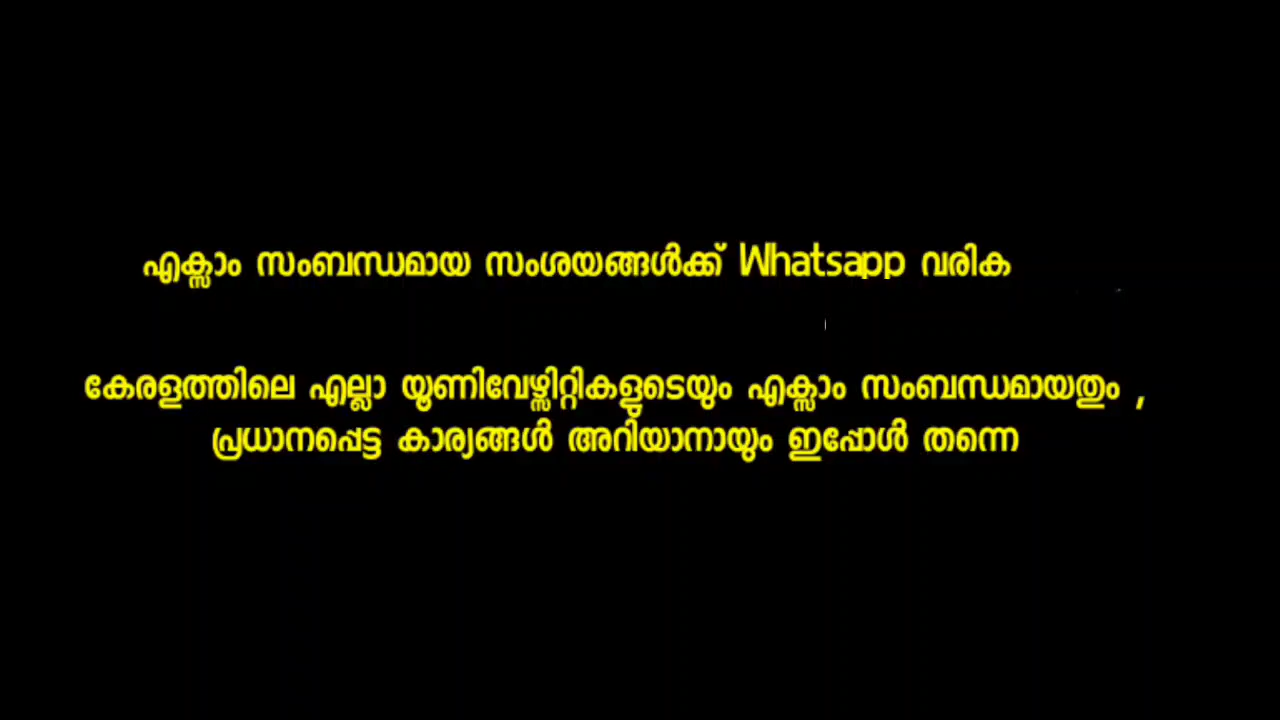 എക്സാം സംബന്ധമായ സംശയങ്ങൾക്ക് Whatsapp വരിക
കേരളത്തിലെ എല്ലാ യൂണിവേഴ്സിറ്റികളുടെയും എക്സാം സംബന്ധമായതും ,
പ്രധാനപ്പെട്ട കാര്യങ്ങൾ അറിയാനായും ഇപ്പോൾ തന്നെ